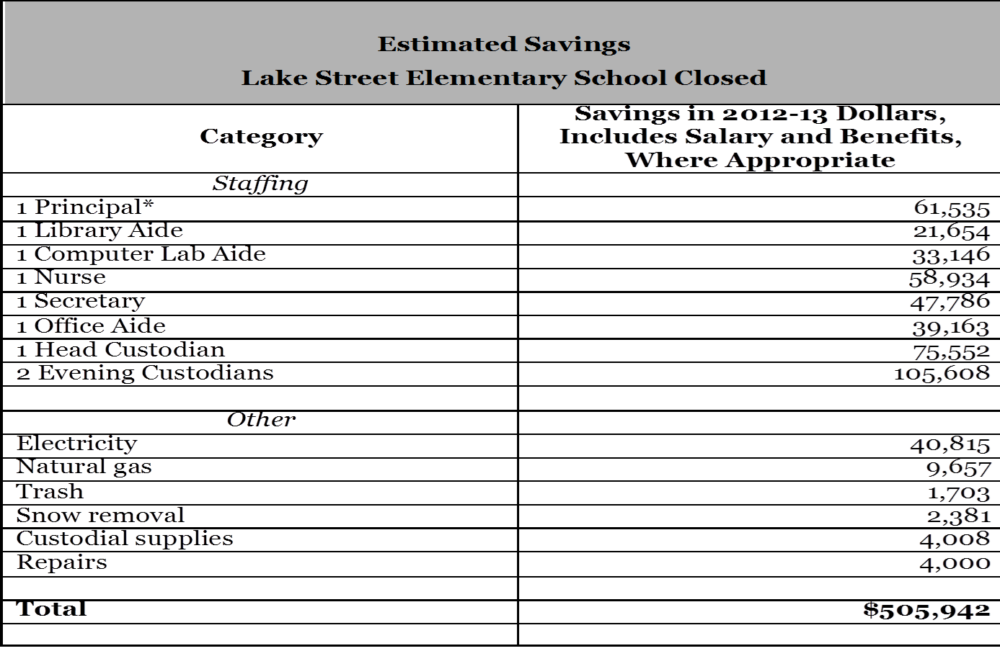 Estimated Savings
Lake Street Elementary School Closed
Category
Savings in 2012-13 Dollars,
Includes Salary and Benefits,
Where Appropriate
Staffing
1 Principal* 61,535
1 Library Aide 21,654
1 Computer Lab Aide 33,146
1 Nurse 58,934
1 Secretary 47,786
1 Office Aide 39,163
1 Head Custodian 75,552
2 Evening Custodians 105,608
Other
Electricity 40,815
Natural gas 9,657
Trash 1,703
Snow removal 2,381
Custodial supplies 4,008
Repairs 4,000
Total $505,942